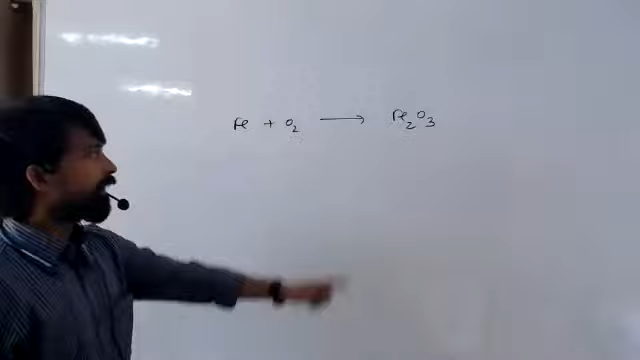 Fe + O₂ ⟶ Fe₂O₃